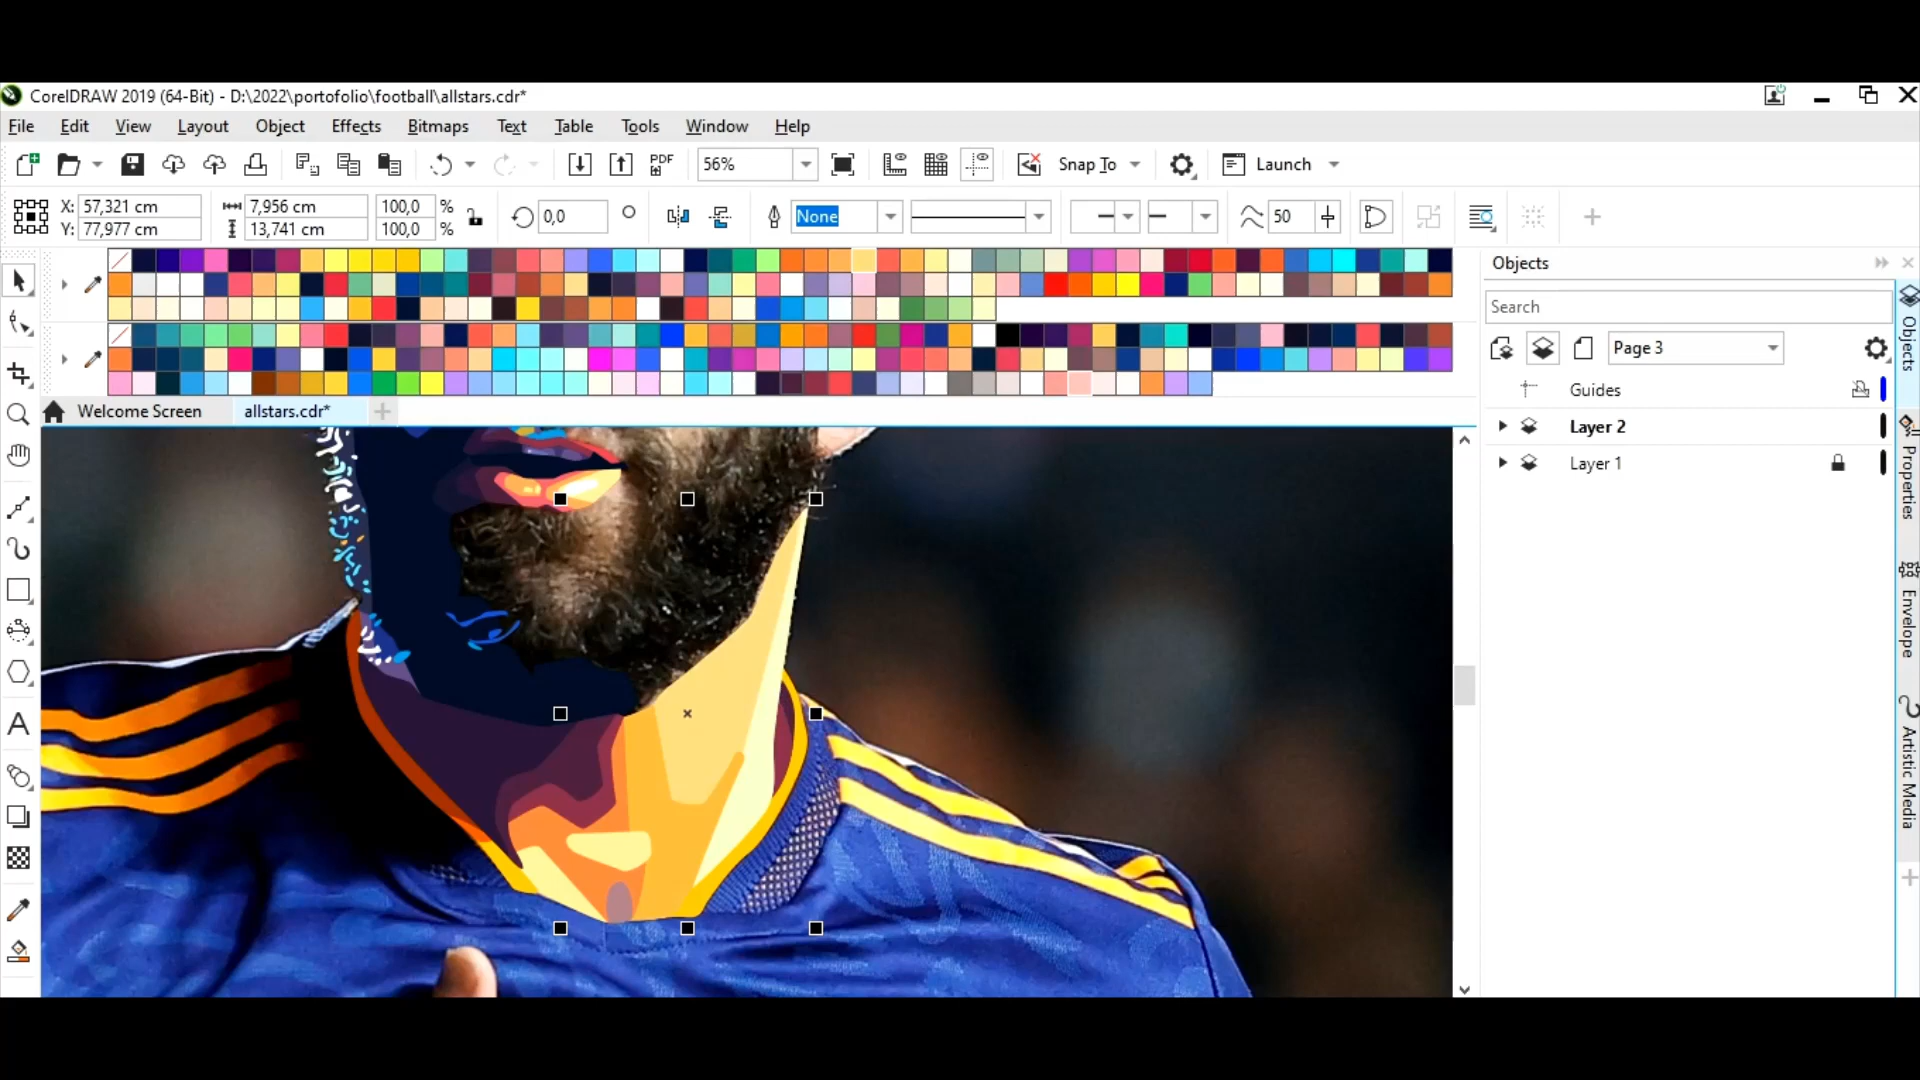 CorelDRAW 2019 (64-Bit) - D:\2022\portofolio\football\allstars.cdr*
File Edit View Layout Object Effects Bitmaps Text Table Tools Window Help
PDF 56% Snap To Launch
X: 57,321 cm 7,956 cm 100,0 % 0,0 None 50
Y: 77,977 cm 13,741 cm 100,0 %
Objects
Search
Page 3
Guides
Layer 2
Layer 1
Welcome Screen allstars.cdr*
Objects
Properties
Envelope
Artistic Media